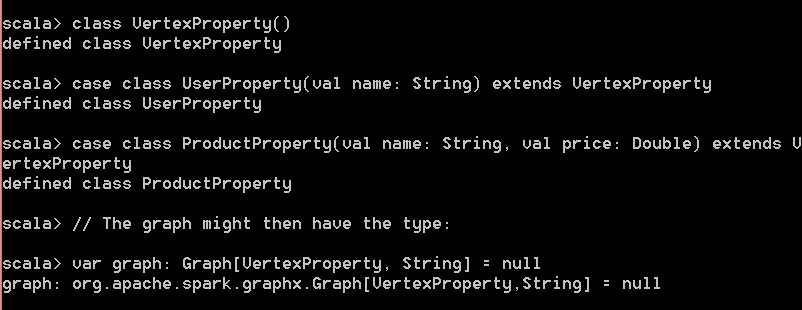 scala> class VertexProperty()
defined class VertexProperty
scala> case class UserProperty(val name: String) extends VertexProperty
defined class UserProperty
scala> case class ProductProperty(val name: String, val price: Double) extends V
ertexProperty
defined class ProductProperty
scala> // The graph might then have the type:
scala> var graph: Graph[VertexProperty, String] = null
graph: org.apache.spark.graphx.Graph[VertexProperty,String] = null